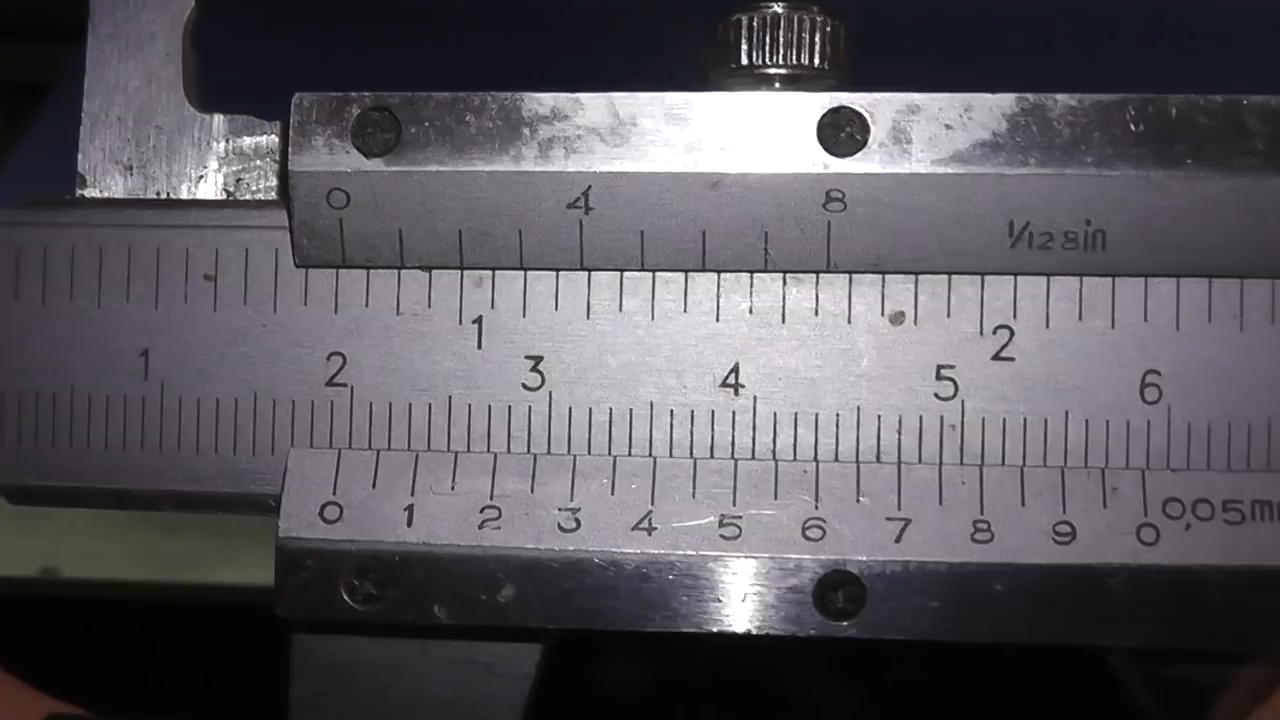 0 4 8 1/128in
1 2
1 2 3 4 5 6
0 1 2 3 4 5 6 7 8 9 0 0,05m